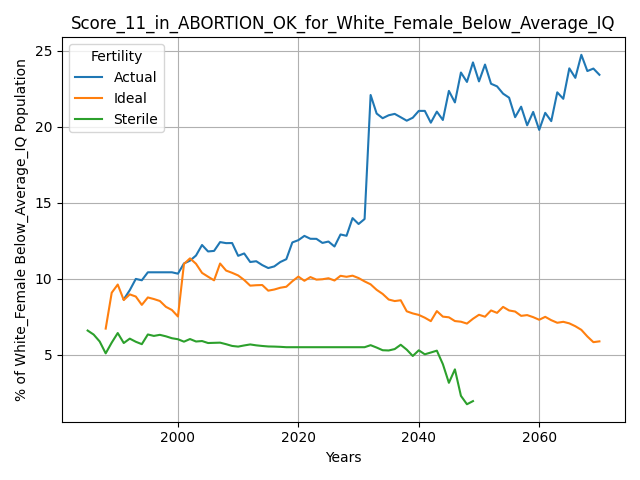 Score_11_in_ABORTION_OK_for_White_Female_Below_Average_IQ
Fertility
Actual
Ideal
Sterile
% of White_Female Below_Average_IQ Population
25
20
15
10
5
2000
2020
2040
2060
Years